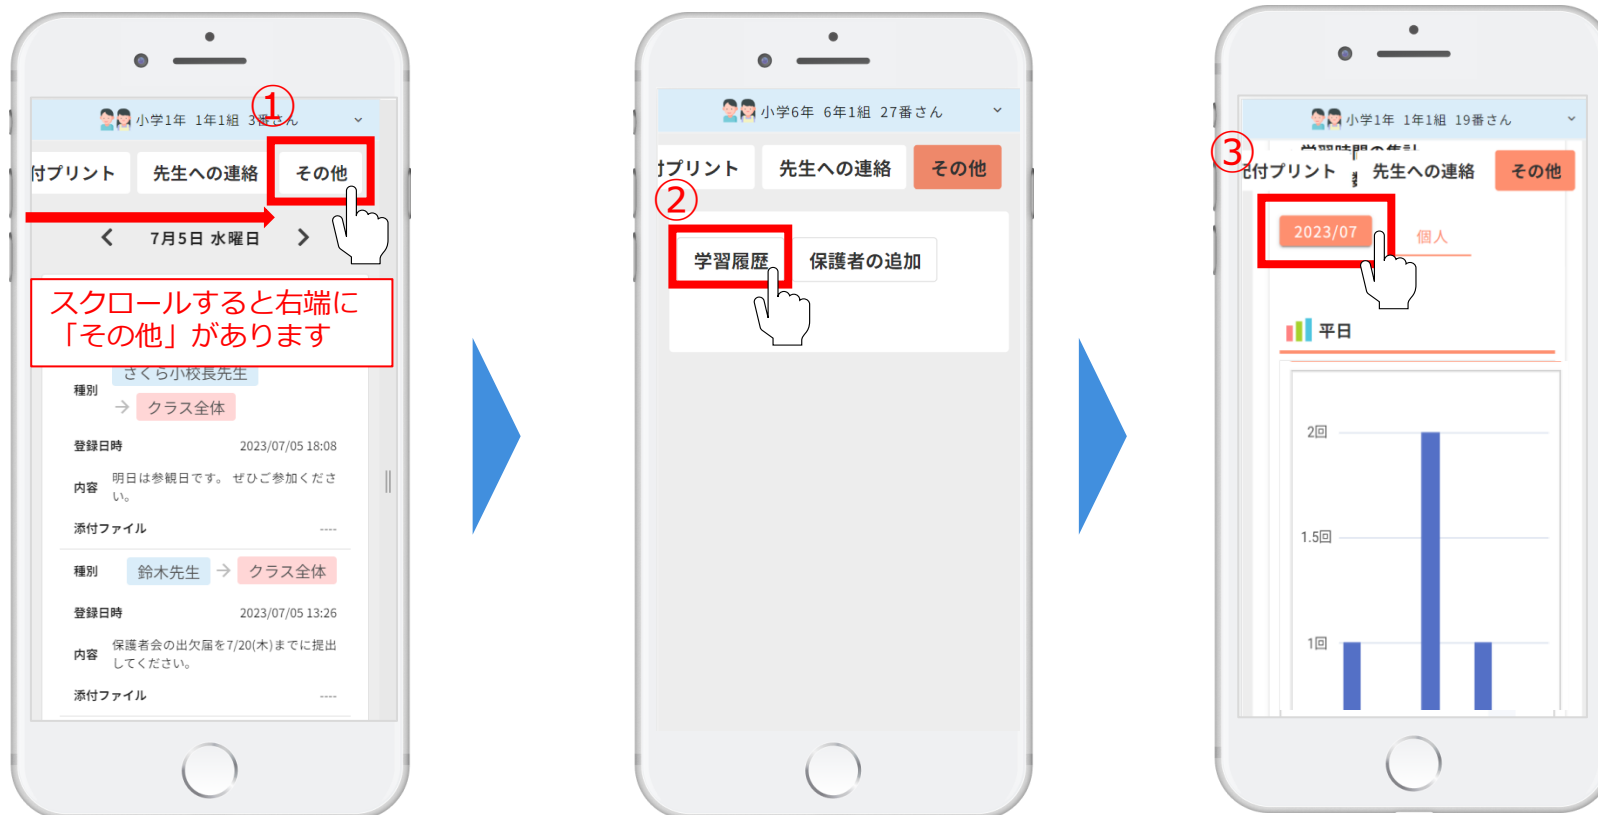 ①
小学1年 1年1組 3番さん
付プリント 先生への連絡 その他
7月5日 水曜日
スクロールすると右端に
「その他」があります
さくら小校長先生
種別
→ クラス全体
登録日時 2023/07/05 18:08
内容 明日は参観日です。 ぜひご参加くださ
い。
添付ファイル ----
種別 鈴木先生 → クラス全体
登録日時 2023/07/05 13:26
内容 保護者会の出欠届を7/20(木)までに提出
してください。
添付ファイル ----
小学6年 6年1組 27番さん
付プリント 先生への連絡 その他
②
学習履歴 保護者の追加
小学1年 1年1組 19番さん
③
学習時間の集計
配付プリント 先生への連絡 その他
2023/07 個人
平日
2回
1.5回
1回